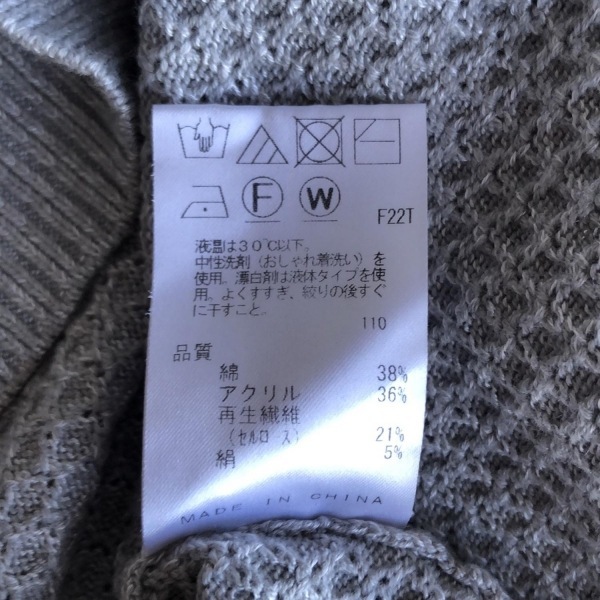 F W F22T
液温は30℃以下。
中性洗剤（おしゃれ着洗い）を
使用。漂白剤は液体タイプを使
用。よくすすぎ、絞りの後すぐ
に干すこと。
110
品質
綿 38%
アクリル 36%
再生繊維
（セルロース） 21%
絹 5%
MADE IN CHINA